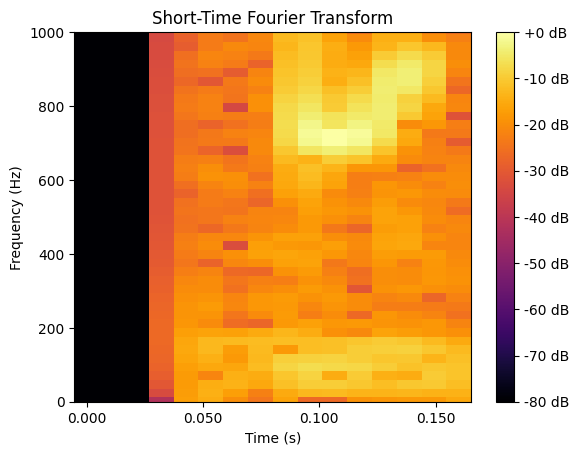 Short-Time Fourier Transform
Frequency (Hz)
1000
800
600
400
200
0
0.000
0.050
0.100
0.150
Time (s)
+0 dB
-10 dB
-20 dB
-30 dB
-40 dB
-50 dB
-60 dB
-70 dB
-80 dB